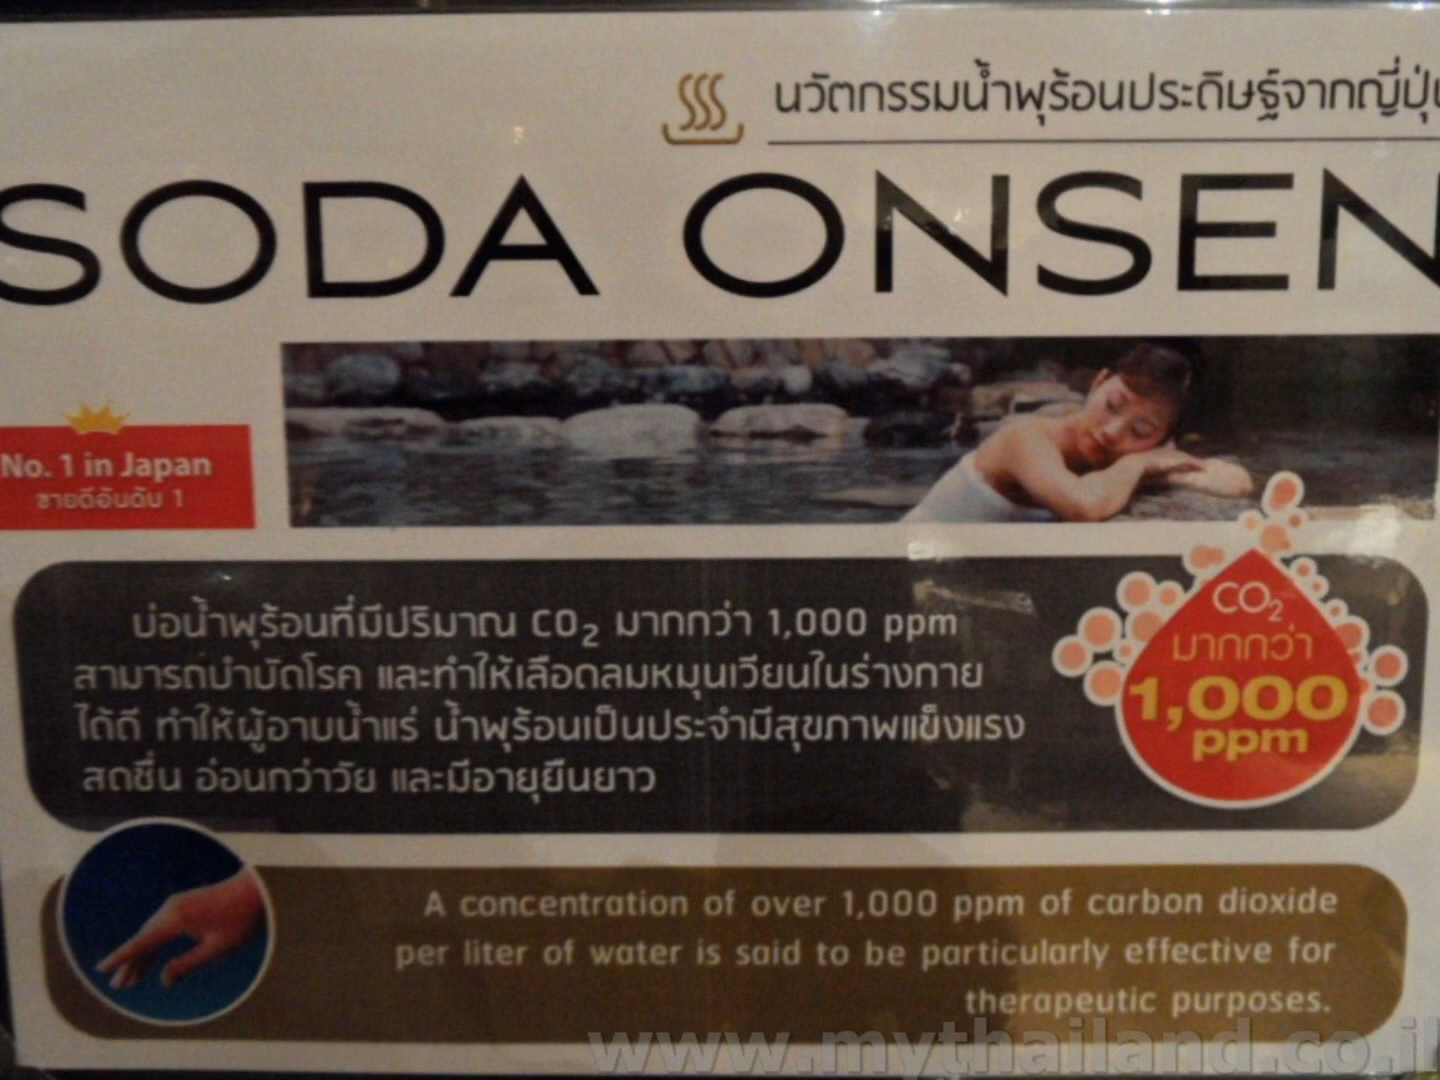 นวัตกรรมน้ำพุร้อนประดิษฐ์จากญี่ปุ่น
SODA ONSEN
No. 1 in Japan
ขายดีอันดับ 1
บ่อน้ำพุร้อนที่มีปริมาณ CO2 มากกว่า 1,000 ppm
สามารถบำบัดโรค และทำให้เลือดลมหมุนเวียนในร่างกาย
ได้ดี ทำให้ผู้อาบน้ำแร่ น้ำพุร้อนเป็นประจำมีสุขภาพแข็งแรง
สดชื่น อ่อนกว่าวัย และมีอายุยืนยาว
CO2
มากกว่า
1,000
ppm
A concentration of over 1,000 ppm of carbon dioxide
per liter of water is said to be particularly effective for
therapeutic purposes.
www.mythailand.co.il